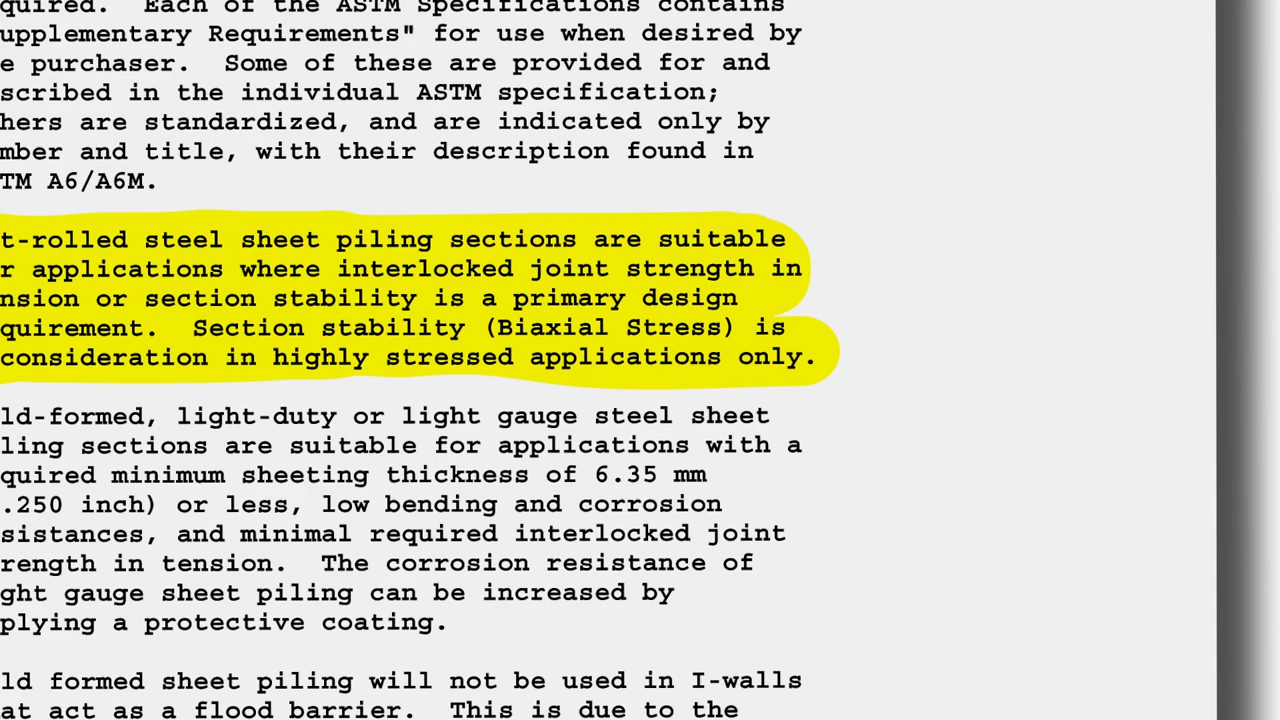 quired.  Each of the ASTM Specifications contains
upplementary Requirements" for use when desired by
e purchaser.  Some of these are provided for and
scribed in the individual ASTM specification;
hers are standardized, and are indicated only by
mber and title, with their description found in
TM A6/A6M.
t-rolled steel sheet piling sections are suitable
r applications where interlocked joint strength in
nsion or section stability is a primary design
quirement.  Section stability (Biaxial Stress) is
consideration in highly stressed applications only.
ld-formed, light-duty or light gauge steel sheet
ling sections are suitable for applications with a
quired minimum sheeting thickness of 6.35 mm
.250 inch) or less, low bending and corrosion
sistances, and minimal required interlocked joint
rength in tension.  The corrosion resistance of
ght gauge sheet piling can be increased by
plying a protective coating.
ld formed sheet piling will not be used in I-walls
at act as a flood barrier.  This is due to the